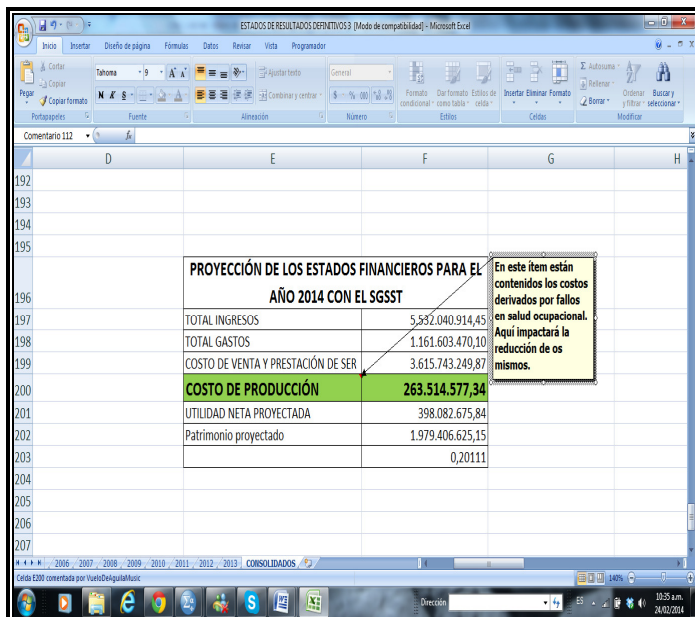 ESTADOS DE RESULTADOS DEFINITIVOS 3 [Modo de compatibilidad] - Microsoft Excel
Inicio Insertar Diseño de página Fórmulas Datos Revisar Vista Programador
Cortar
Copiar
Copiar formato
Pegar
Portapapeles
Tahoma 9
N K S
Fuente
Ajustar texto
Combinar y centrar
Alineación
General
$ % 000
Número
Formato condicional
Dar formato como tabla
Estilos de celda
Estilos
Insertar Eliminar Formato
Celdas
Autosuma
Rellenar
Borrar
Ordenar y filtrar
Buscar y seleccionar
Modificar
Comentario 112 fx
D E F G H
192
193
194
195
196 PROYECCIÓN DE LOS ESTADOS FINANCIEROS PARA EL
AÑO 2014 CON EL SGSST
197 TOTAL INGRESOS 5.532.040.914,45
198 TOTAL GASTOS 1.161.603.470,10
199 COSTO DE VENTA Y PRESTACIÓN DE SER 3.615.743.249,87
200 COSTO DE PRODUCCIÓN 263.514.577,34
201 UTILIDAD NETA PROYECTADA 398.082.675,84
202 Patrimonio proyectado 1.979.406.625,15
203 0,20111
204
205
206
207
En este ítem están
contenidos los costos
derivados por fallos
en salud ocupacional.
Aquí impactará la
reducción de os
mismos.
2006 2007 2008 2009 2010 2011 2012 2013 CONSOLIDADOS
Celda E200 comentada por VueloDeAguilaMusic
140%
Dirección
ES
10:35 a.m.
24/02/2014